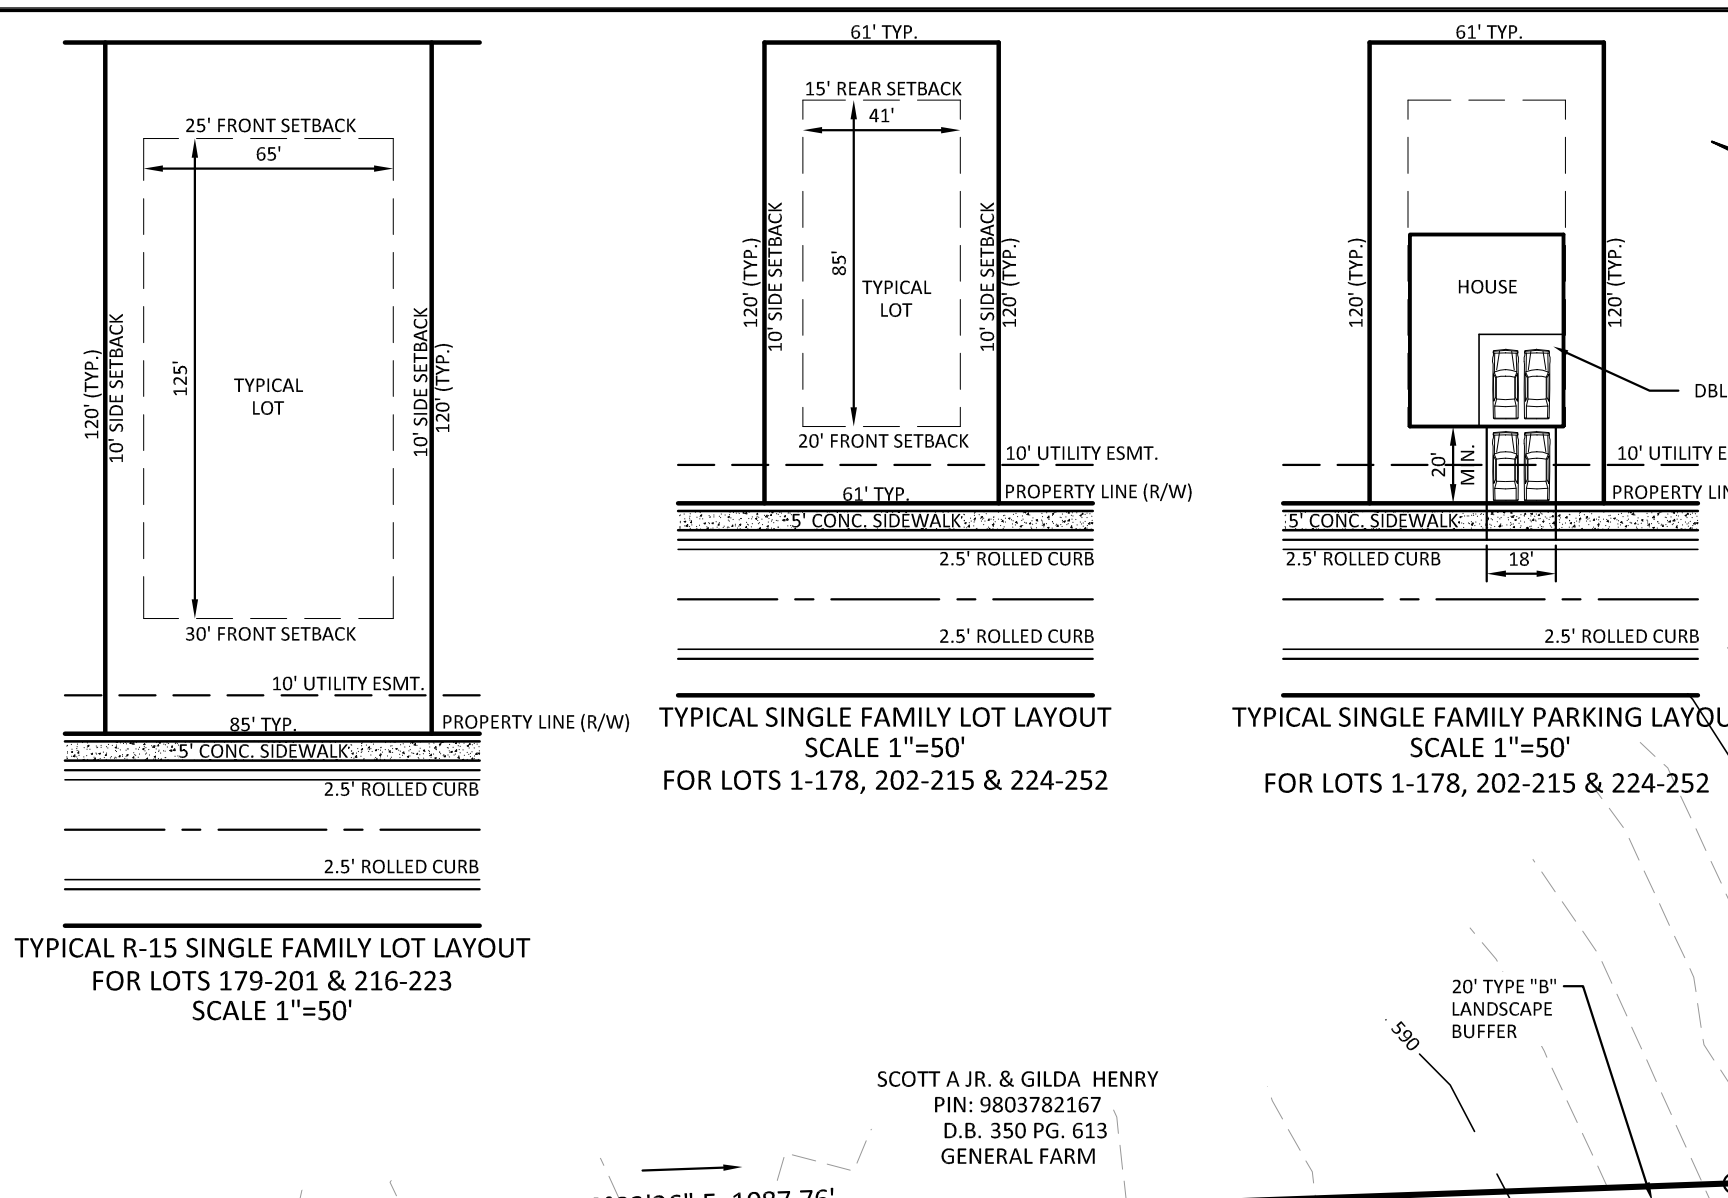 25' FRONT SETBACK
65'
125'
TYPICAL
LOT
120' (TYP.)
10' SIDE SETBACK
10' SIDE SETBACK
120' (TYP.)
30' FRONT SETBACK
10' UTILITY ESMT.
85' TYP.
PROPERTY LINE (R/W)
5' CONC. SIDEWALK
2.5' ROLLED CURB
2.5' ROLLED CURB
TYPICAL R-15 SINGLE FAMILY LOT LAYOUT
FOR LOTS 179-201 & 216-223
SCALE 1"=50'
61' TYP.
15' REAR SETBACK
41'
85'
TYPICAL
LOT
120' (TYP.)
10' SIDE SETBACK
10' SIDE SETBACK
120' (TYP.)
20' FRONT SETBACK
10' UTILITY ESMT.
61' TYP.
PROPERTY LINE (R/W)
5' CONC. SIDEWALK
2.5' ROLLED CURB
2.5' ROLLED CURB
TYPICAL SINGLE FAMILY LOT LAYOUT
SCALE 1"=50'
FOR LOTS 1-178, 202-215 & 224-252
61' TYP.
120' (TYP.)
120' (TYP.)
HOUSE
DBL
20'
MIN.
10' UTILITY E
PROPERTY LIN
5' CONC. SIDEWALK
2.5' ROLLED CURB
18'
2.5' ROLLED CURB
TYPICAL SINGLE FAMILY PARKING LAYOU
SCALE 1"=50'
FOR LOTS 1-178, 202-215 & 224-252
20' TYPE "B"
LANDSCAPE
BUFFER
590
SCOTT A JR. & GILDA HENRY
PIN: 9803782167
D.B. 350 PG. 613
GENERAL FARM
E 1087.76'